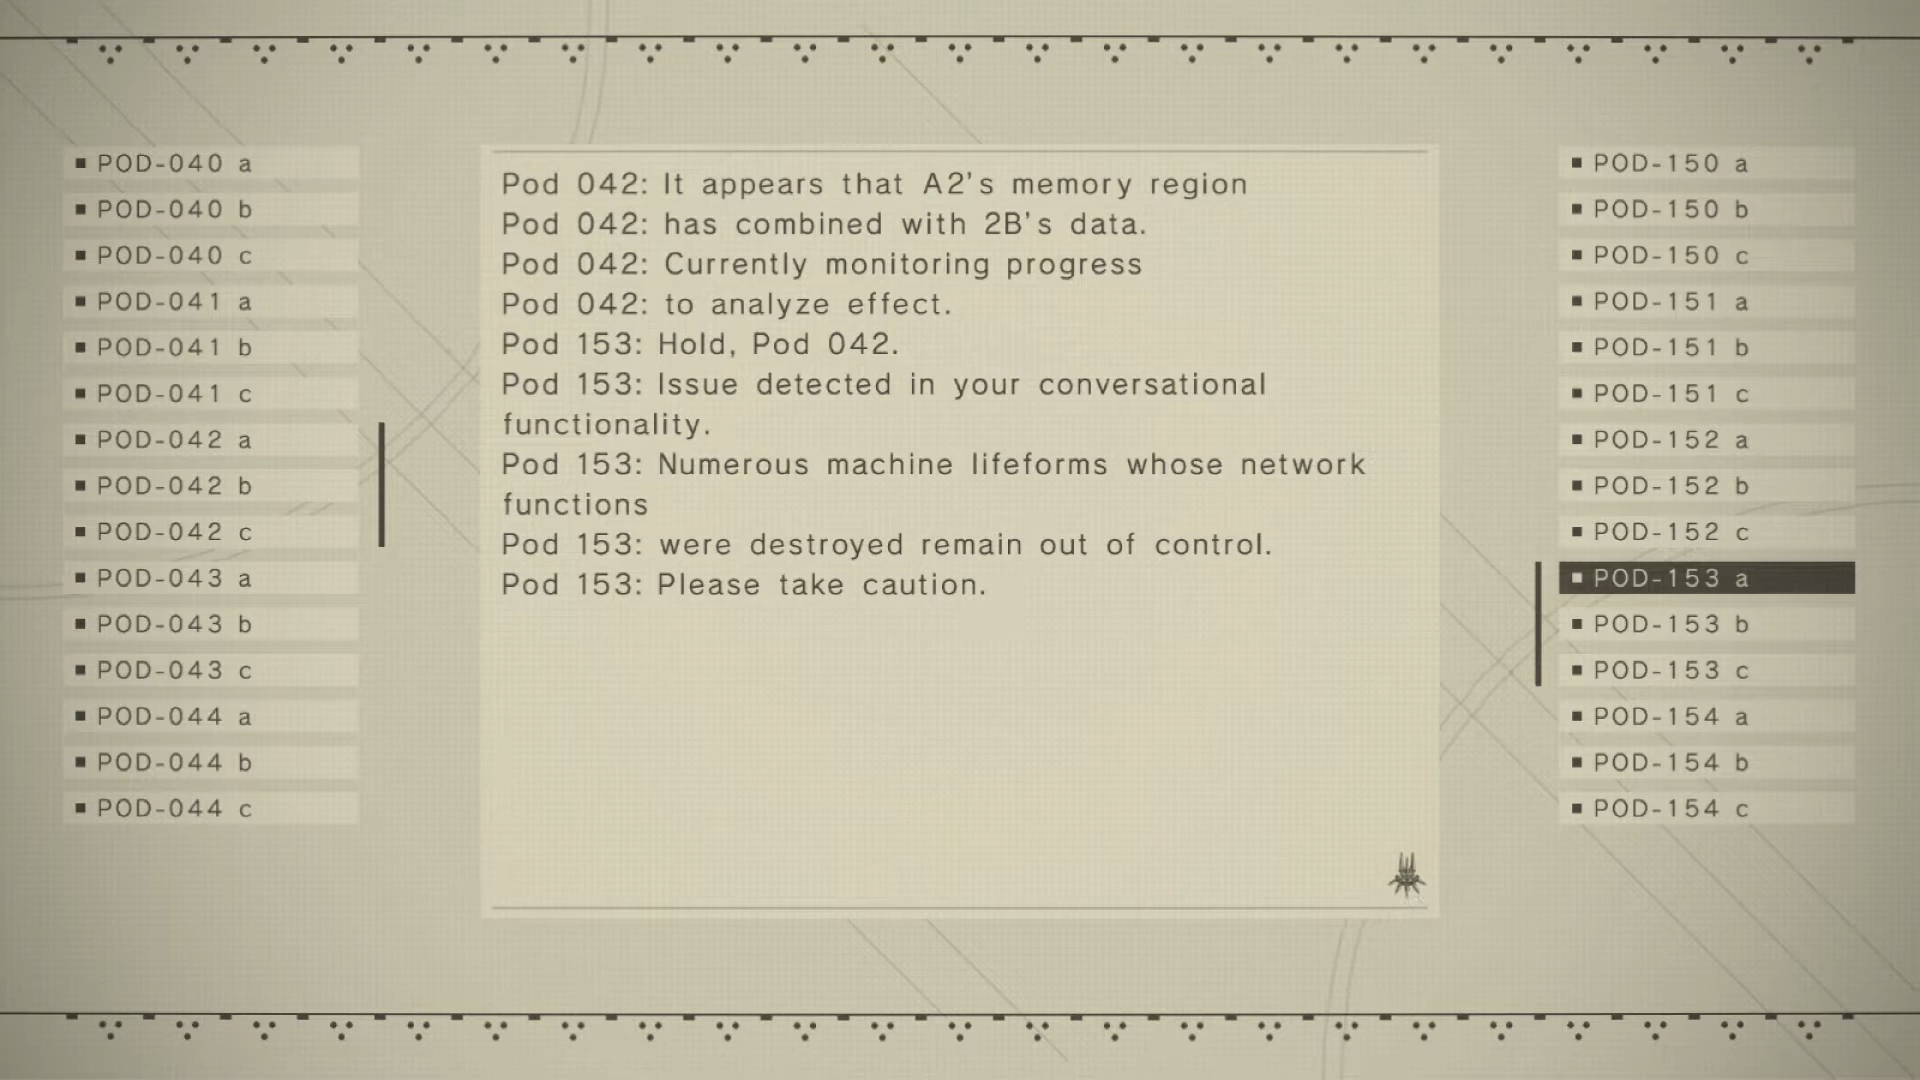 POD-040 a
POD-040 b
POD-040 c
POD-041 a
POD-041 b
POD-041 c
POD-042 a
POD-042 b
POD-042 c
POD-043 a
POD-043 b
POD-043 c
POD-044 a
POD-044 b
POD-044 c
Pod 042: It appears that A2's memory region
Pod 042: has combined with 2B's data.
Pod 042: Currently monitoring progress
Pod 042: to analyze effect.
Pod 153: Hold, Pod 042.
Pod 153: Issue detected in your conversational
functionality.
Pod 153: Numerous machine lifeforms whose network
functions
Pod 153: were destroyed remain out of control.
Pod 153: Please take caution.
POD-150 a
POD-150 b
POD-150 c
POD-151 a
POD-151 b
POD-151 c
POD-152 a
POD-152 b
POD-152 c
POD-153 a
POD-153 b
POD-153 c
POD-154 a
POD-154 b
POD-154 c